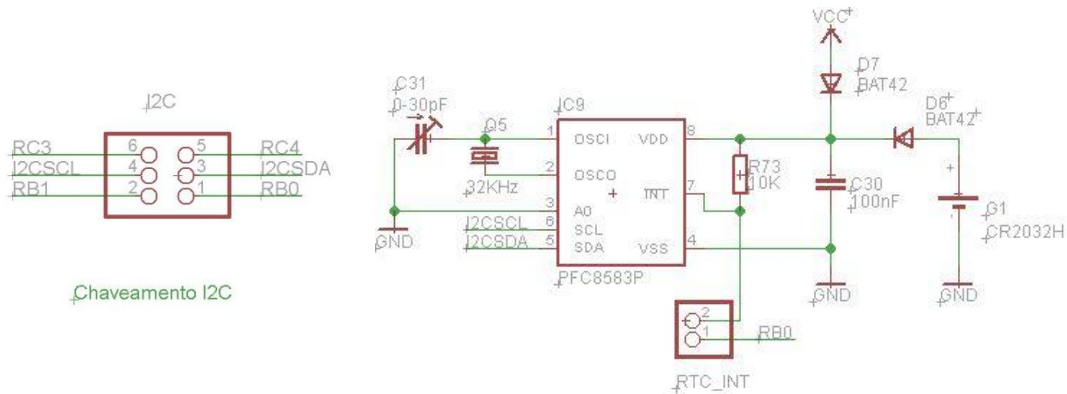 I2C
RC3 6 5 RC4
I2CSCL 4 3 I2CSDA
RB1 2 1 RB0
Chaveamento I2C
C31
0-30pF
Q5
32KHz
GND
IC9
1 OSCI VDD 8
2 OSCO
INT 7
3 A0
I2CSCL 6 SCL
I2CSDA 5 SDA VSS 4
PFC8583P
VCC
D7
BAT42
D6
BAT42
R73
10K
C30
100nF
+
-
G1
CR2032H
GND
GND
2
1 RB0
RTC_INT